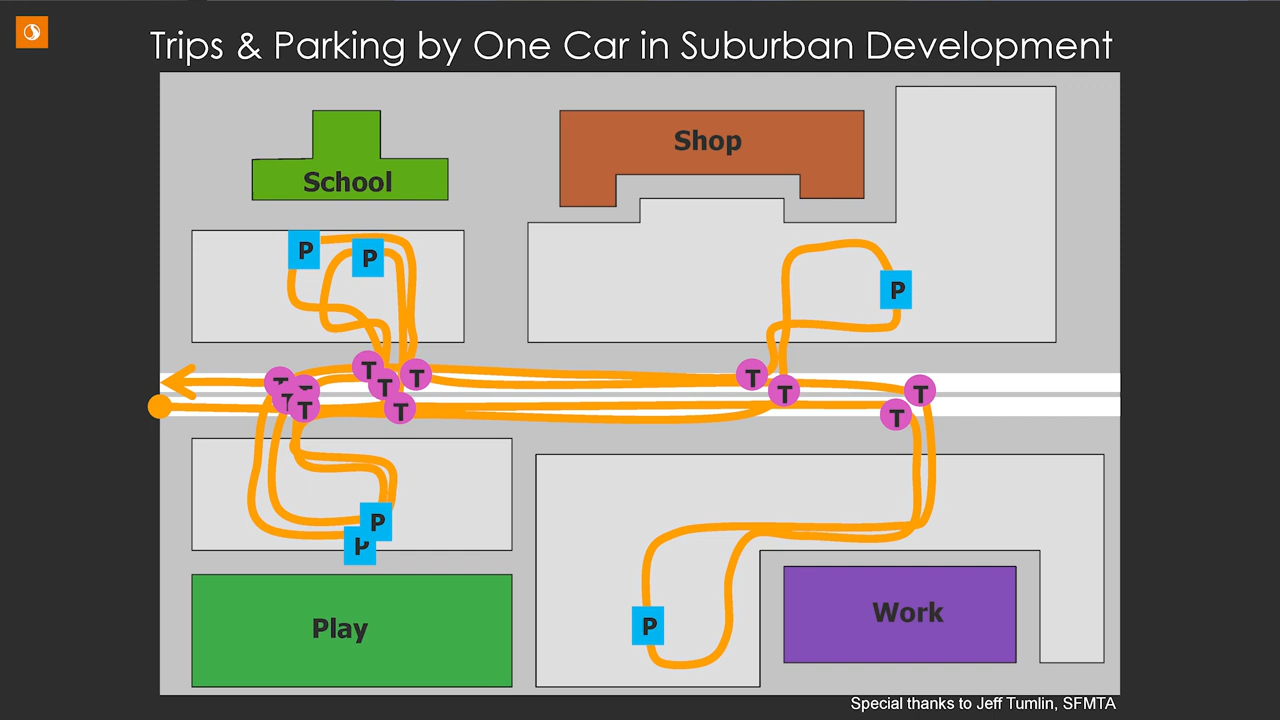 Trips & Parking by One Car in Suburban Development
Shop
School
P
P
P
T
T
T
T
T
T
T
T
T
T
T
T
P
P
P
Work
Play
Special thanks to Jeff Tumlin, SFMTA